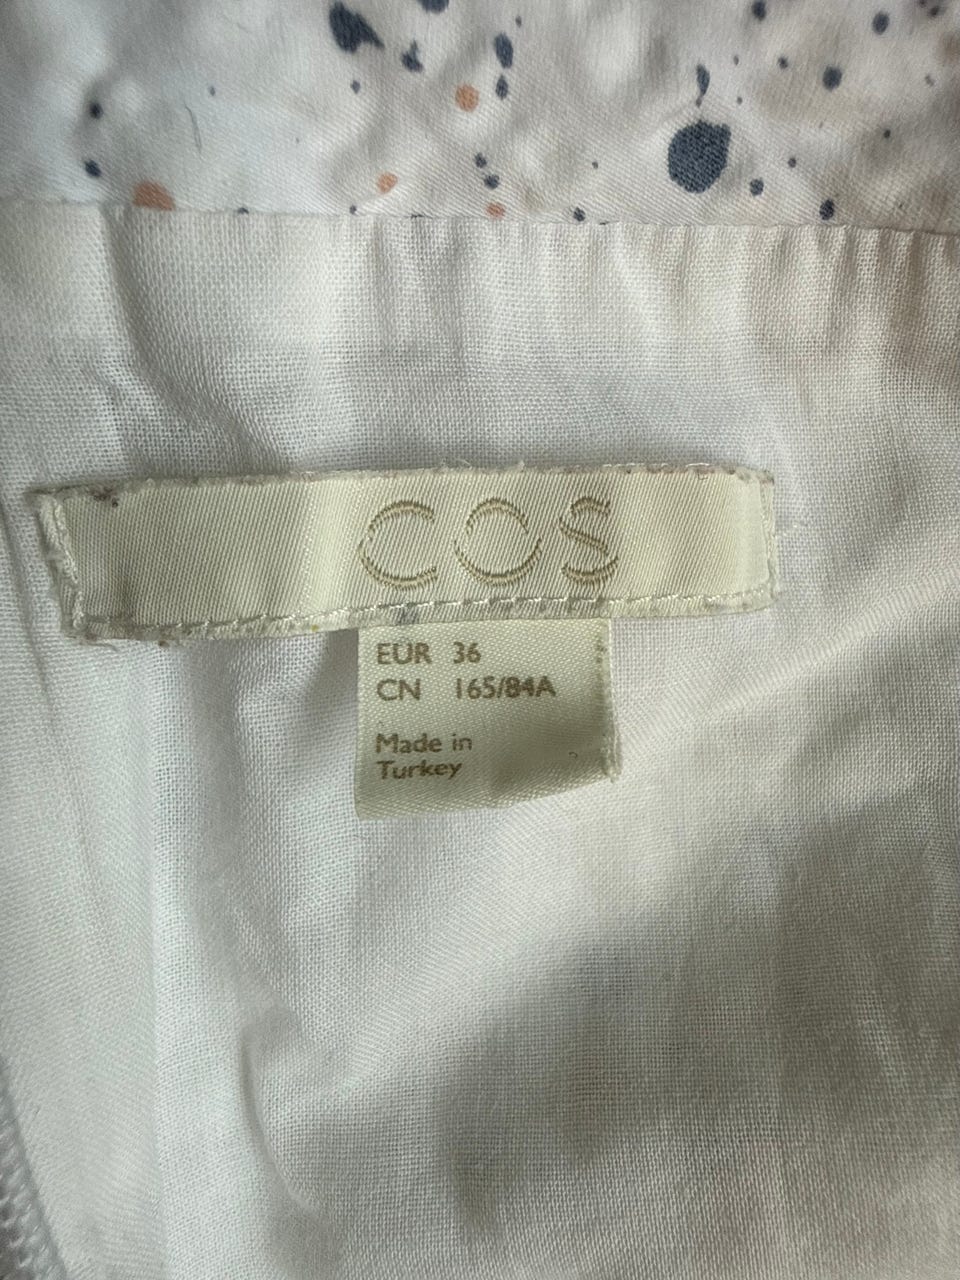 COS
EUR 36
CN 165/84A
Made in
Turkey